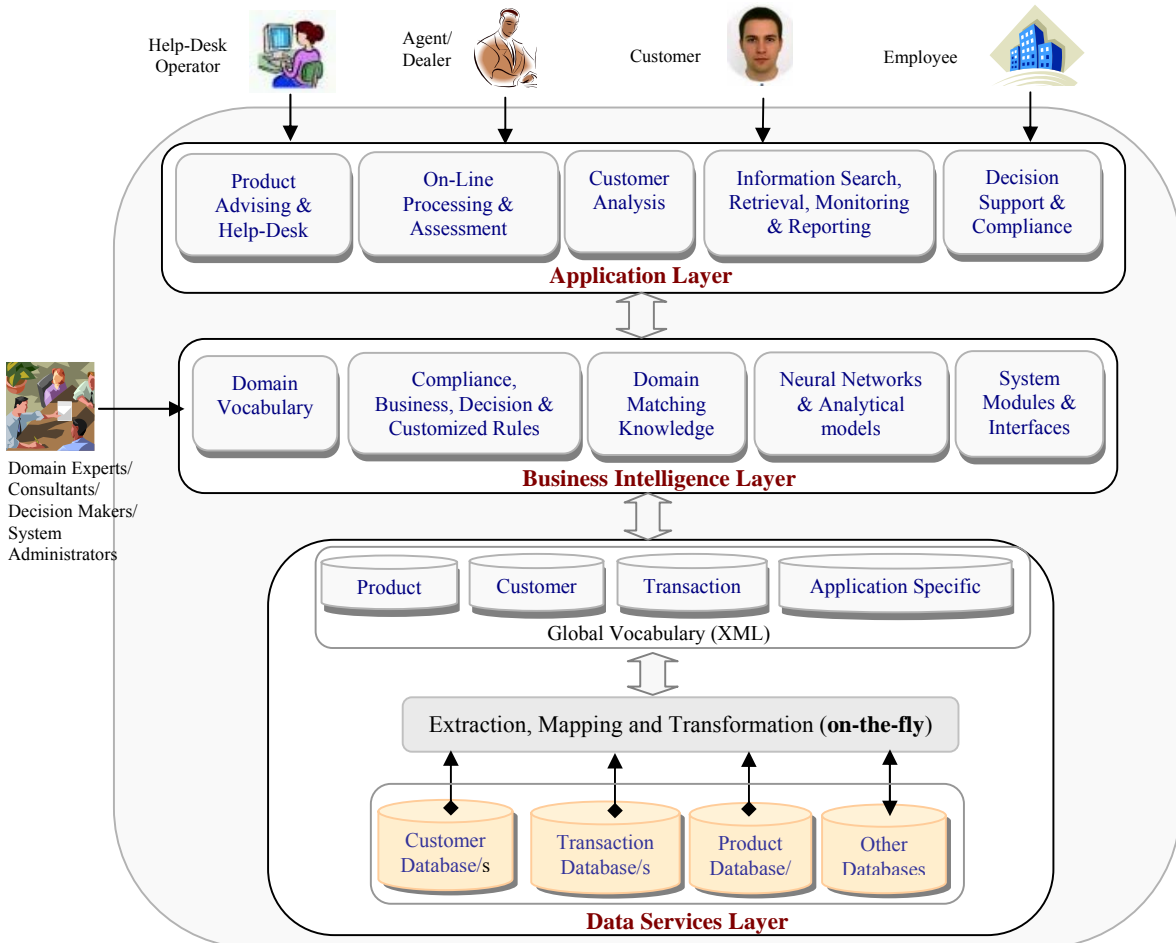 Help-Desk
Operator
Agent/
Dealer
Customer
Employee
Product
Advising &
Help-Desk
On-Line
Processing &
Assessment
Customer
Analysis
Information Search,
Retrieval, Monitoring
& Reporting
Decision
Support &
Compliance
Application Layer
Domain
Vocabulary
Compliance,
Business, Decision &
Customized Rules
Domain
Matching
Knowledge
Neural Networks
& Analytical
models
System
Modules &
Interfaces
Business Intelligence Layer
Domain Experts/
Consultants/
Decision Makers/
System
Administrators
Product
Customer
Transaction
Application Specific
Global Vocabulary (XML)
Extraction, Mapping and Transformation (on-the-fly)
Customer
Database/s
Transaction
Database/s
Product
Database/
Other
Databases
Data Services Layer